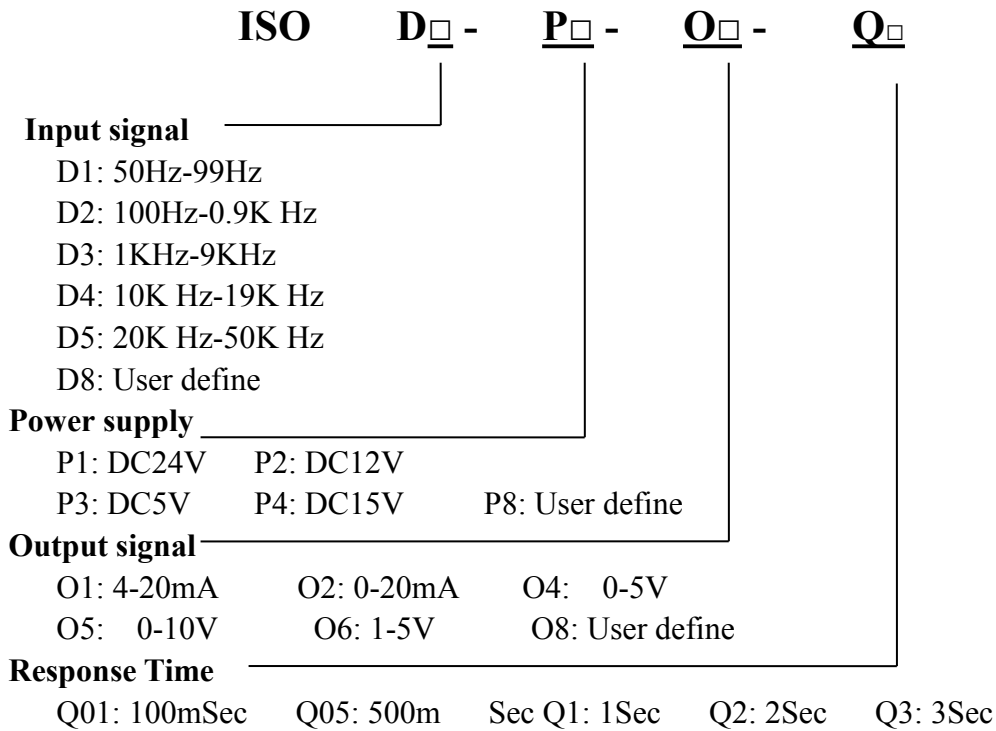 ISO D□ - P□ - O□ - Q□
Input signal
D1: 50Hz-99Hz
D2: 100Hz-0.9K Hz
D3: 1KHz-9KHz
D4: 10K Hz-19K Hz
D5: 20K Hz-50K Hz
D8: User define
Power supply
P1: DC24V P2: DC12V
P3: DC5V P4: DC15V P8: User define
Output signal
O1: 4-20mA O2: 0-20mA O4: 0-5V
O5: 0-10V O6: 1-5V O8: User define
Response Time
Q01: 100mSec Q05: 500m Sec Q1: 1Sec Q2: 2Sec Q3: 3Sec